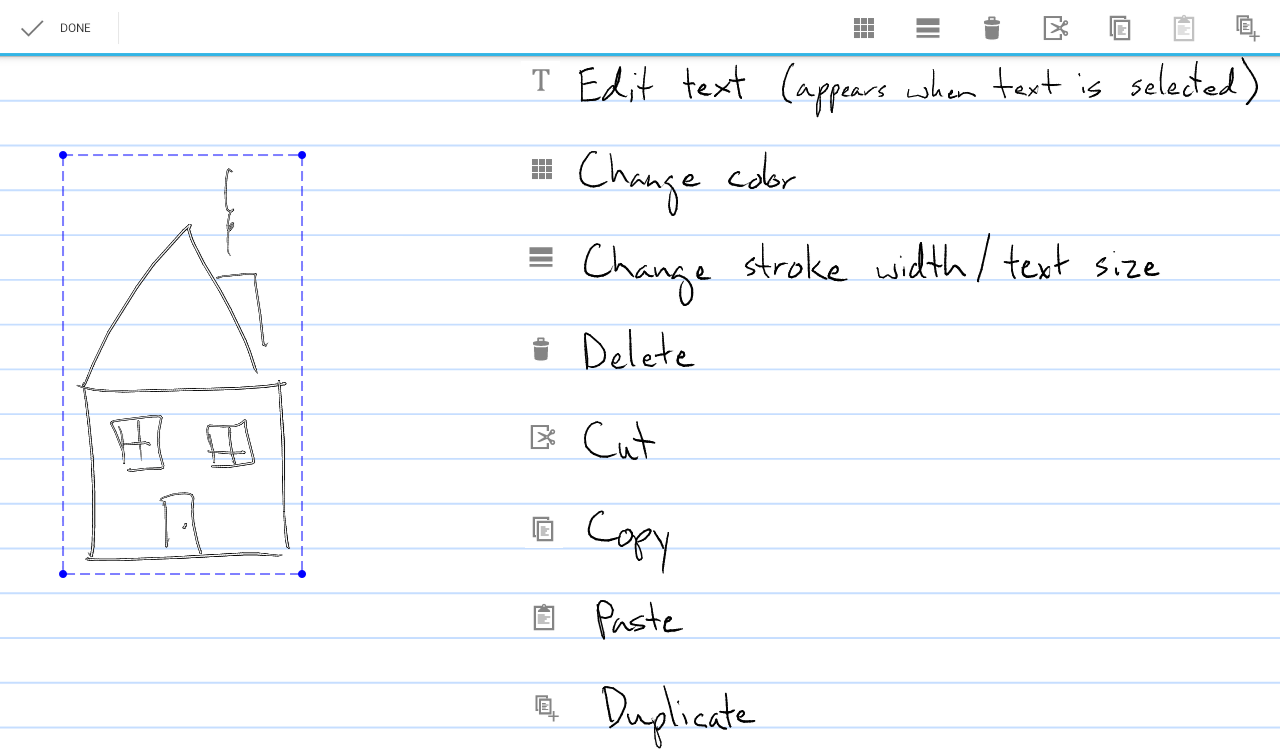 DONE
T Edit text (appears when text is selected)
Change color
Change stroke width/text size
Delete
Cut
Copy
Paste
Duplicate